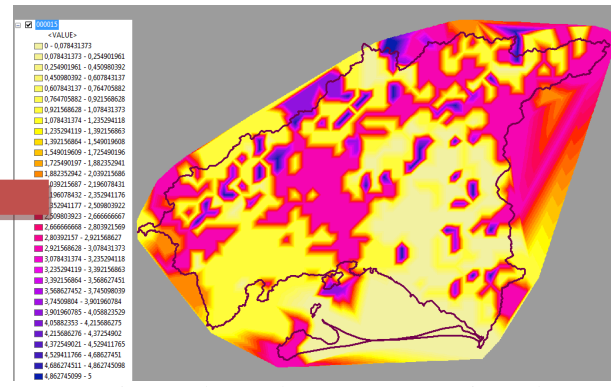 000015
<VALUE>
0 - 0,078431373
0,078431373 - 0,254901961
0,254901961 - 0,450980392
0,450980392 - 0,607843137
0,607843137 - 0,764705882
0,764705882 - 0,921568628
0,921568628 - 1,078431373
1,078431374 - 1,235294118
1,235294119 - 1,392156863
1,392156864 - 1,549019608
1,549019609 - 1,725490196
1,725490197 - 1,882352941
1,882352942 - 2,039215686
,039215687 - 2,196078431
,196078432 - 2,352941176
,352941177 - 2,509803922
2,509803923 - 2,666666667
2,666666668 - 2,803921569
2,80392157 - 2,921568627
2,921568628 - 3,078431373
3,078431374 - 3,235294118
3,235294119 - 3,392156863
3,392156864 - 3,568627451
3,568627452 - 3,745098039
3,74509804 - 3,901960784
3,901960785 - 4,058823529
4,05882353 - 4,215686275
4,215686276 - 4,37254902
4,372549021 - 4,529411765
4,529411766 - 4,68627451
4,686274511 - 4,862745098
4,862745099 - 5